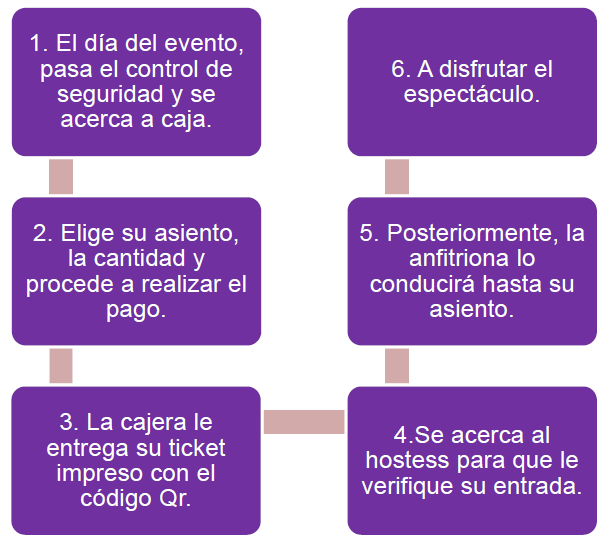 1. El día del evento,
pasa el control de
seguridad y se
acerca a caja.
2. Elige su asiento,
la cantidad y
procede a realizar el
pago.
3. La cajera le
entrega su ticket
impreso con el
código Qr.
4.Se acerca al
hostess para que le
verifique su entrada.
5. Posteriormente, la
anfitriona lo
conducirá hasta su
asiento.
6. A disfrutar el
espectáculo.